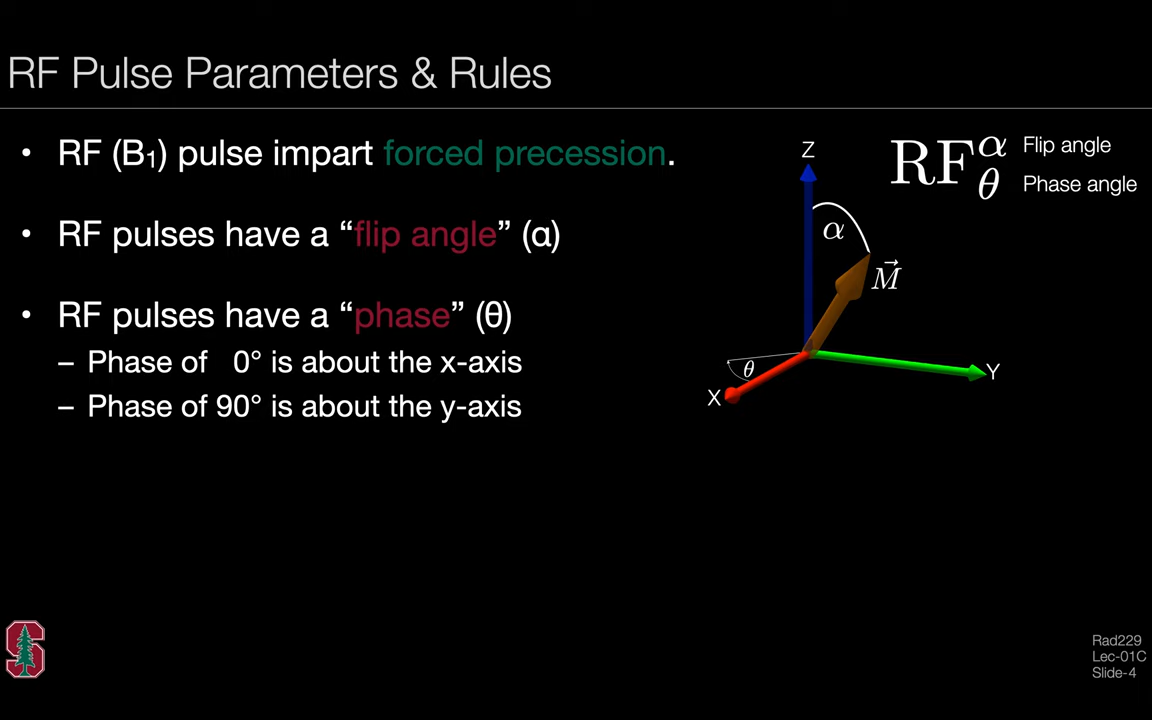 RF Pulse Parameters & Rules
• RF (B₁) pulse impart forced precession.
• RF pulses have a “flip angle” (α)
• RF pulses have a “phase” (θ)
– Phase of 0° is about the x-axis
– Phase of 90° is about the y-axis
RF α θ
Flip angle
Phase angle
Z
α
M⃗
θ
X
Y
S
Rad229
Lec-01C
Slide-4